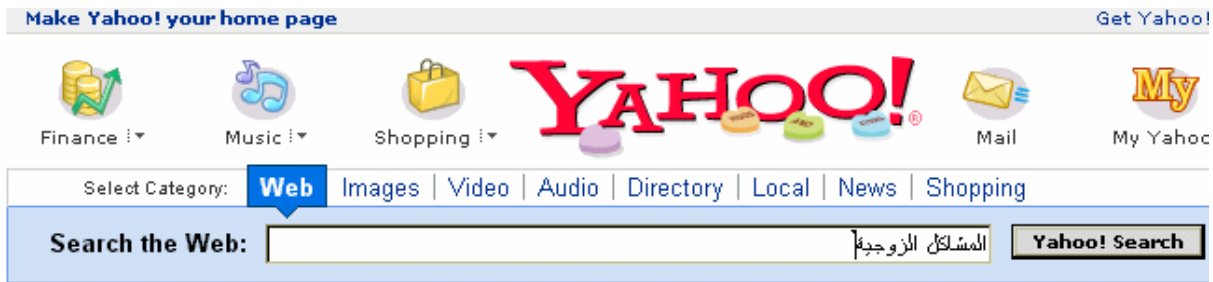 Make Yahoo! your home page Get Yahoo!
YAHOO!®
Finance Music Shopping Mail My Yahoo
Select Category: Web Images | Video | Audio | Directory | Local | News | Shopping
Search the Web: المشاكل الزوجية Yahoo! Search